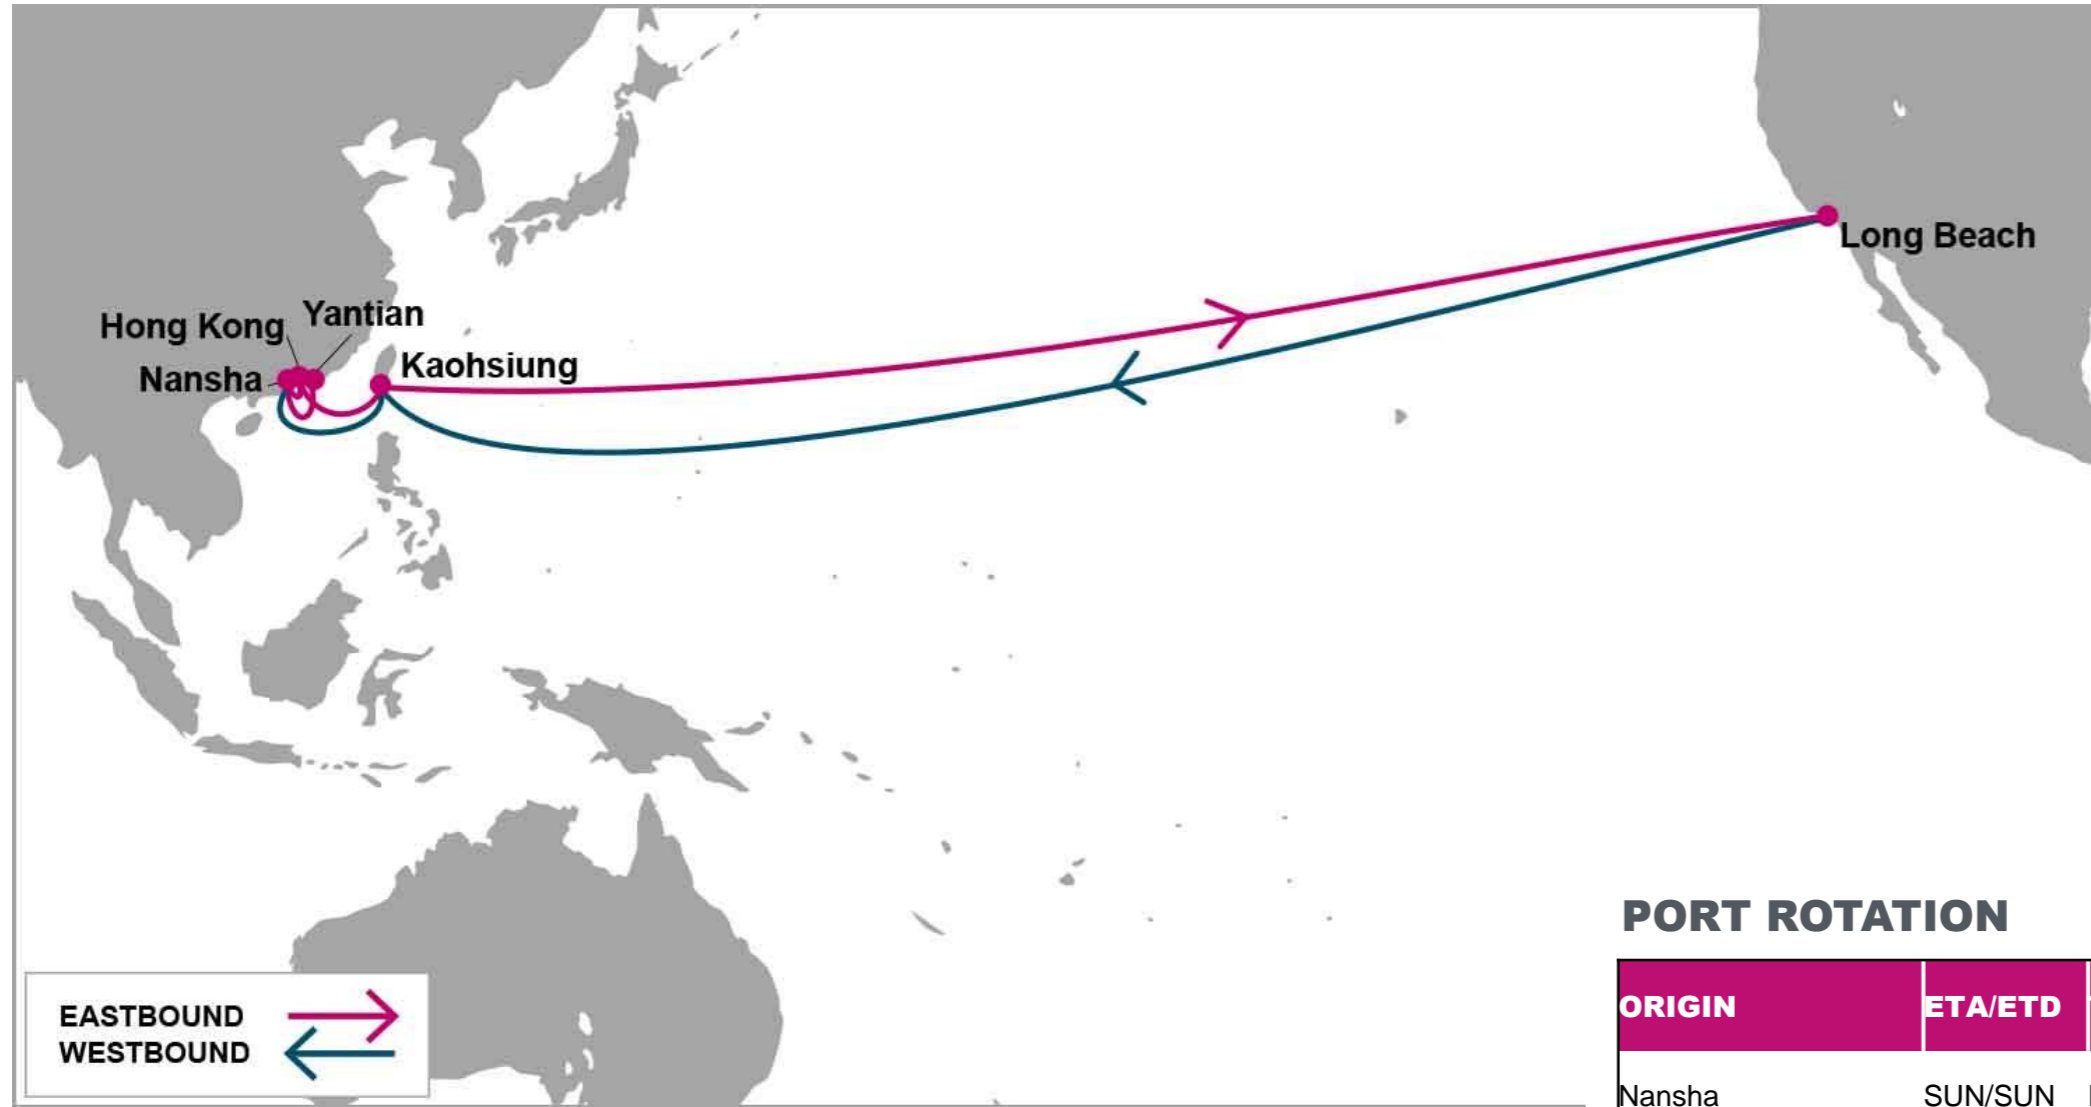 Long Beach
Yantian
Hong Kong
Kaohsiung
Nansha
PORT ROTATION
ORIGIN ETA/ETD
Nansha SUN/SUN
EASTBOUND
WESTBOUND